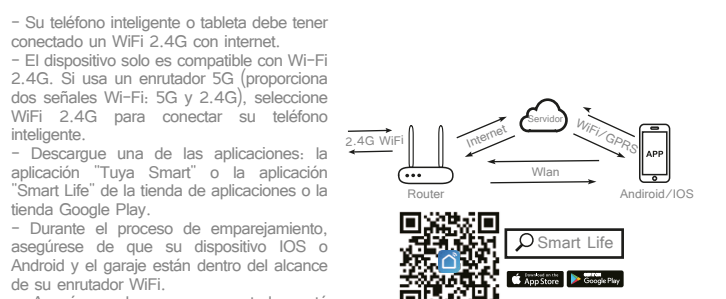 - Su teléfono inteligente o tableta debe tener
conectado un WiFi 2.4G con internet.
- El dispositivo solo es compatible con Wi-Fi
2.4G. Si usa un enrutador 5G (proporciona
dos señales Wi-Fi: 5G y 2.4G), seleccione
WiFi 2.4G para conectar su teléfono
inteligente.
- Descargue una de las aplicaciones: la
aplicación "Tuya Smart" o la aplicación
"Smart Life" de la tienda de aplicaciones o la
tienda Google Play.
- Durante el proceso de emparejamiento,
asegúrese de que su dispositivo IOS o
Android y el garaje están dentro del alcance
de su enrutador WiFi.
2.4G WiFi
Router
Internet
Servidor
WiFi/GPRS
Wlan
APP
Andiroid/IOS
Smart Life
Download on the
App Store
Google Play